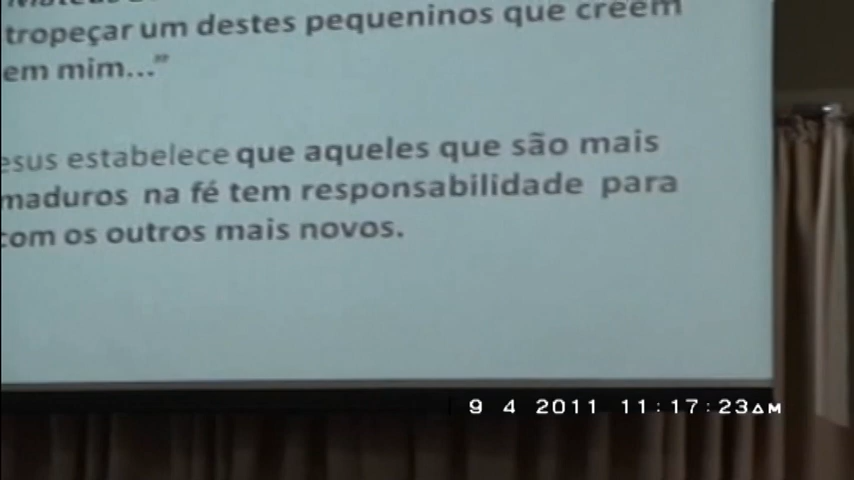 tropeçar um destes pequeninos que creem
em mim...”
esus estabelece que aqueles que são mais
maduros na fé tem responsabilidade para
com os outros mais novos.
9 4 2011 11:17:23AM